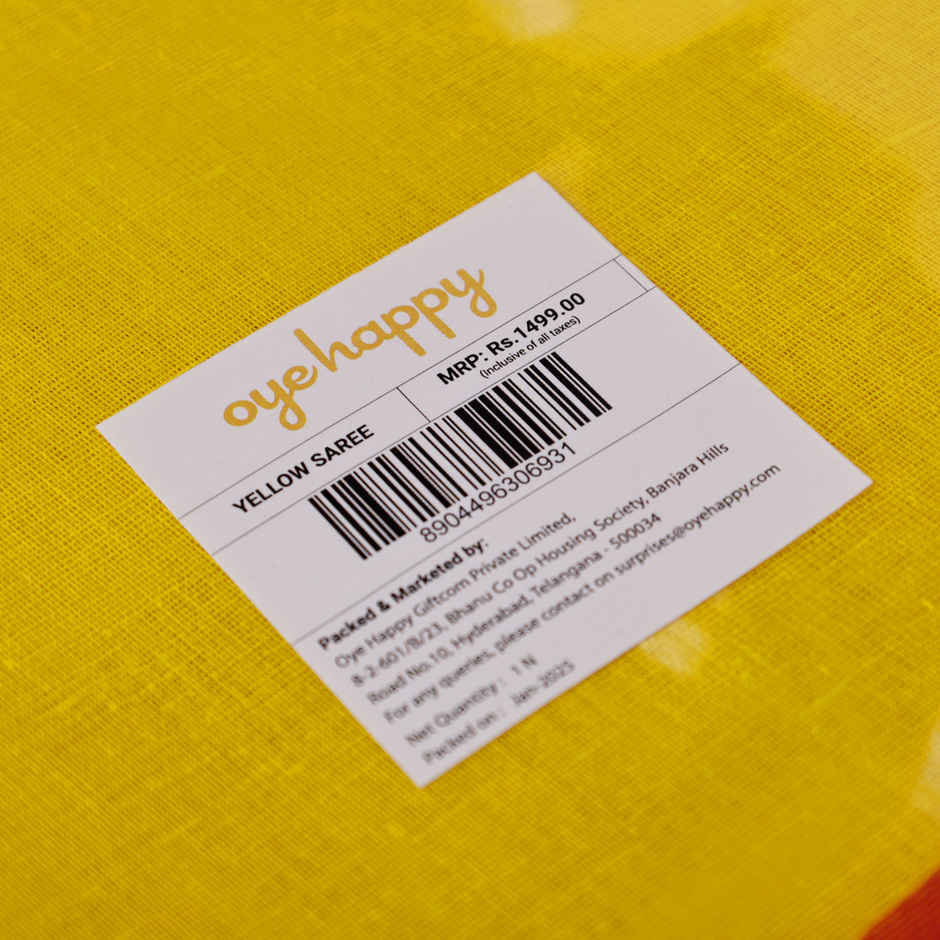 oye happy
YELLOW SAREE
MRP: Rs.1499.00
(Inclusive of all taxes)
8904496306931
Packed & Marketed by:
Oye Happy Giftcom Private Limited,
8-2-601/B/23, Bhanu Co Op Housing Society, Banjara Hills
Road No.10, Hyderabad, Telangana - 500034
For any queries, please contact on surprises@oyehappy.com
Net Quantity : 1 N
Packed on : Jan-2025